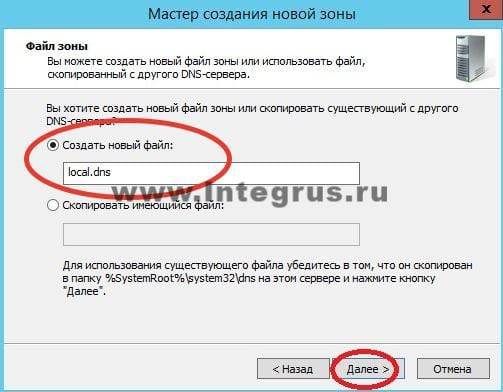 Мастер создания новой зоны
x
Файл зоны
Вы можете создать новый файл зоны или использовать файл,
скопированный с другого DNS-сервера.
Вы хотите создать новый файл зоны или скопировать существующий с другого
DNS-сервера?
Создать новый файл:
local.dns
www.integrus.ru
Скопировать имеющийся файл:
Для использования существующего файла убедитесь в том, что он скопирован
в папку %SystemRoot%\system32\dns на этом сервере и нажмите кнопку
"Далее".
< Назад
Далее >
Отмена